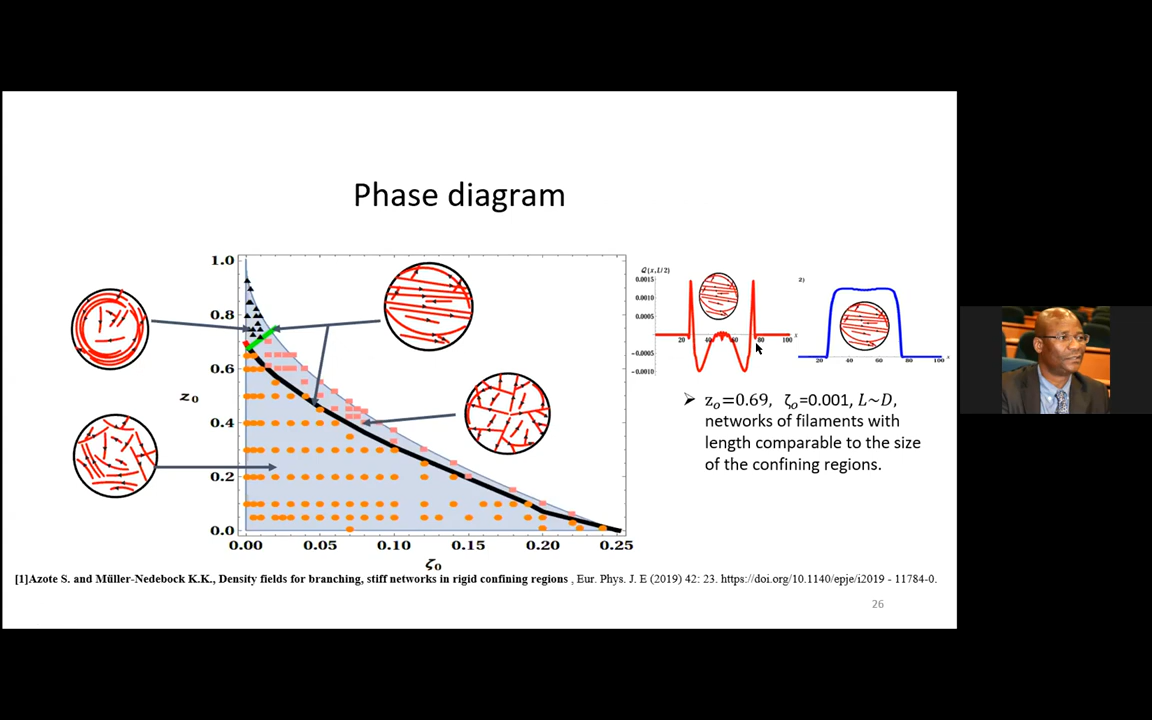 Phase diagram
1.0
0.8
0.6
z₀
0.4
0.2
0.0
0.00 0.05 0.10 0.15 0.20 0.25
ζ₀
Q(x,L/2)
0.0015
0.0010
0.0005
20 40 60 80 100 x
-0.0005
-0.0010
z)
20 40 60 80 100 x
➢ zₒ=0.69, ζₒ=0.001, L~D,
networks of filaments with
length comparable to the size
of the confining regions.
[1]Azote S. and Müller-Nedebock K.K., Density fields for branching, stiff networks in rigid confining regions , Eur. Phys. J. E (2019) 42: 23. https://doi.org/10.1140/epje/i2019 - 11784-0.
26